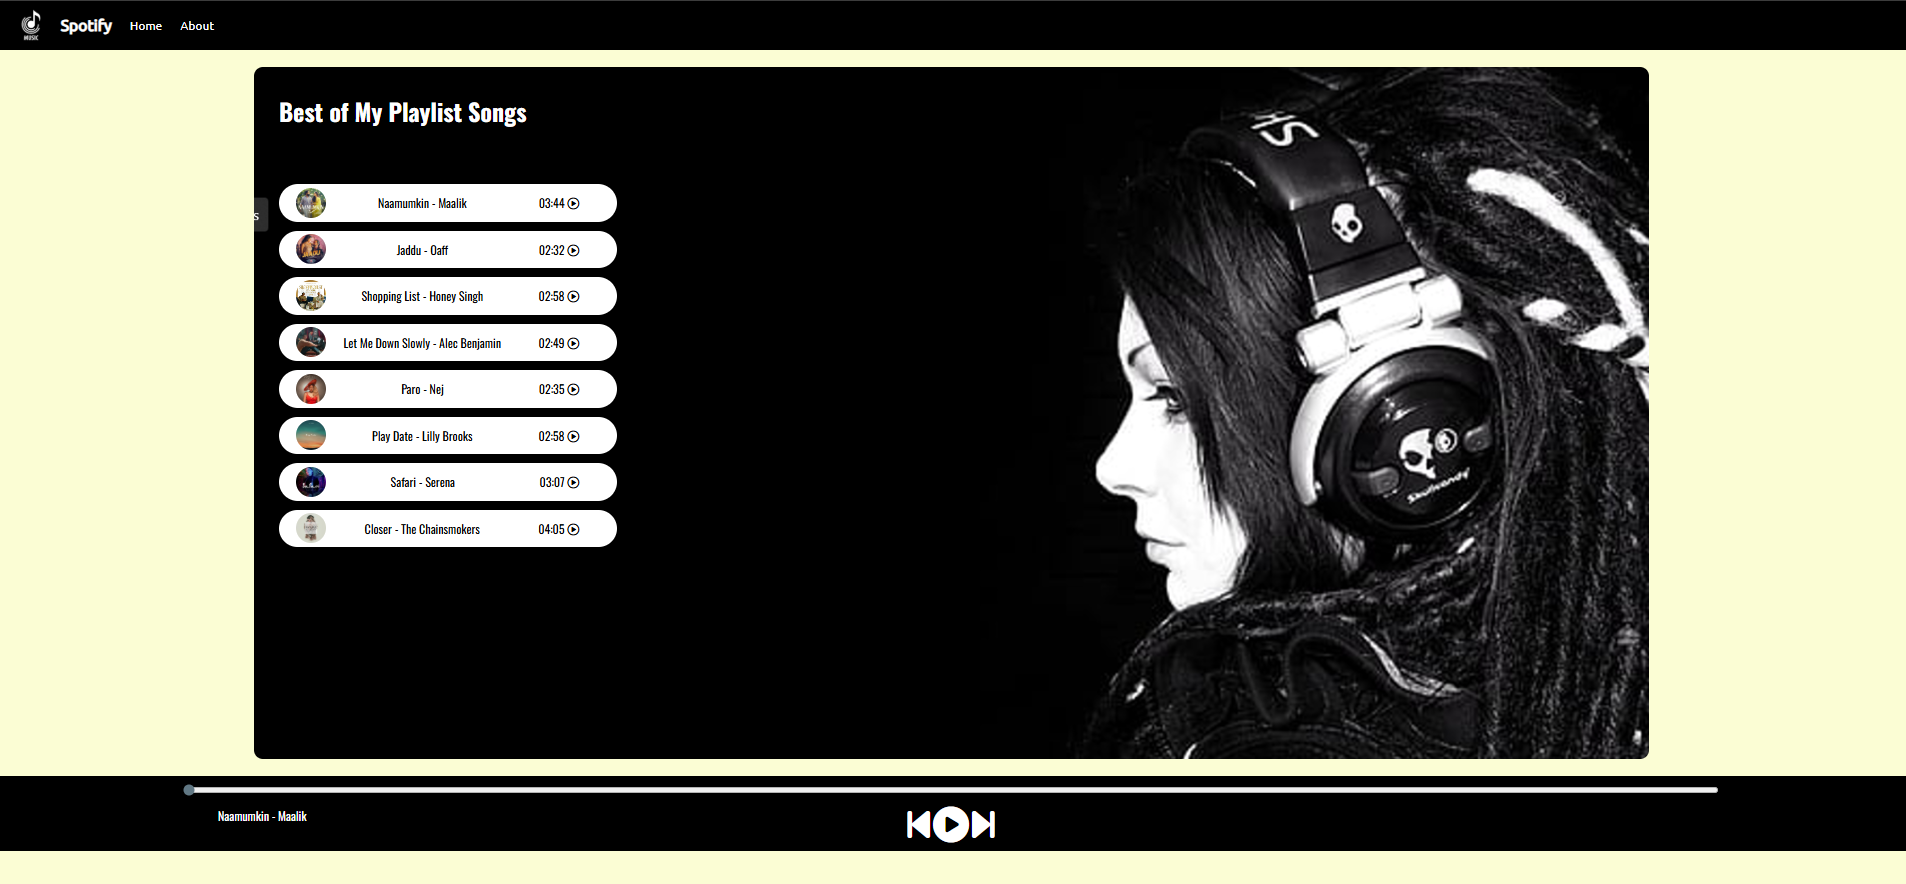 MUSIC
Spotify
Home
About
Best of My Playlist Songs
s
Naamumkin - Maalik 03:44
Jaddu - Oaff 02:32
Shopping List - Honey Singh 02:58
Let Me Down Slowly - Alec Benjamin 02:49
Paro - Nej 02:35
Play Date - Lilly Brooks 02:58
Safari - Serena 03:07
Closer - The Chainsmokers 04:05
Skullcandy
Naamumkin - Maalik